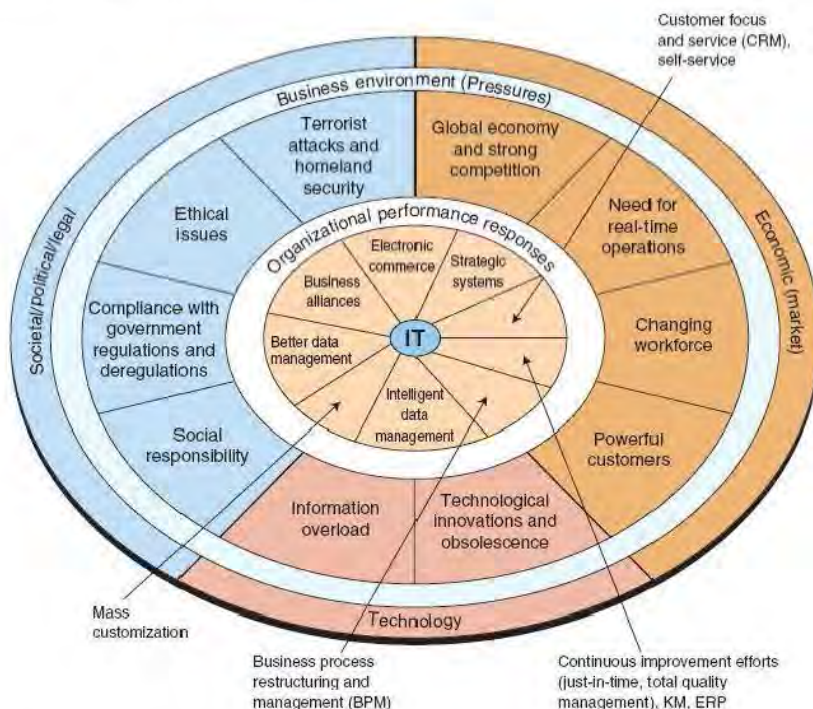 Customer focus
and service (CRM),
self-service
Business environment (Pressures)
Terrorist
attacks and
homeland
security
Global economy
and strong
competition
Ethical
issues
Need for
real-time
operations
Societal/political/legal
Economic (market)
Organizational performance responses
Electronic
commerce
Strategic
systems
Business
alliances
Compliance with
government
regulations and
deregulations
Better data
management
IT
Changing
workforce
Intelligent
data
management
Social
responsibility
Powerful
customers
Information
overload
Technological
innovations and
obsolescence
Technology
Mass
customization
Business process
restructuring and
management (BPM)
Continuous improvement efforts
(just-in-time, total quality
management), KM, ERP